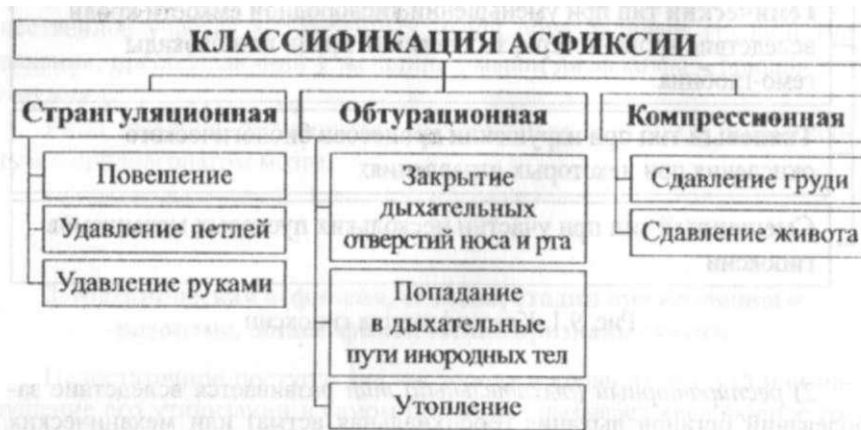 КЛАССИФИКАЦИЯ АСФИКСИИ
Странгуляционная
Повешение
Удавление петлей
Удавление руками
Обтурационная
Закрытие
дыхательных
отверстий носа и рта
Попадание
в дыхательные
пути инородных тел
Утопление
Компрессионная
Сдавление груди
Сдавление живота